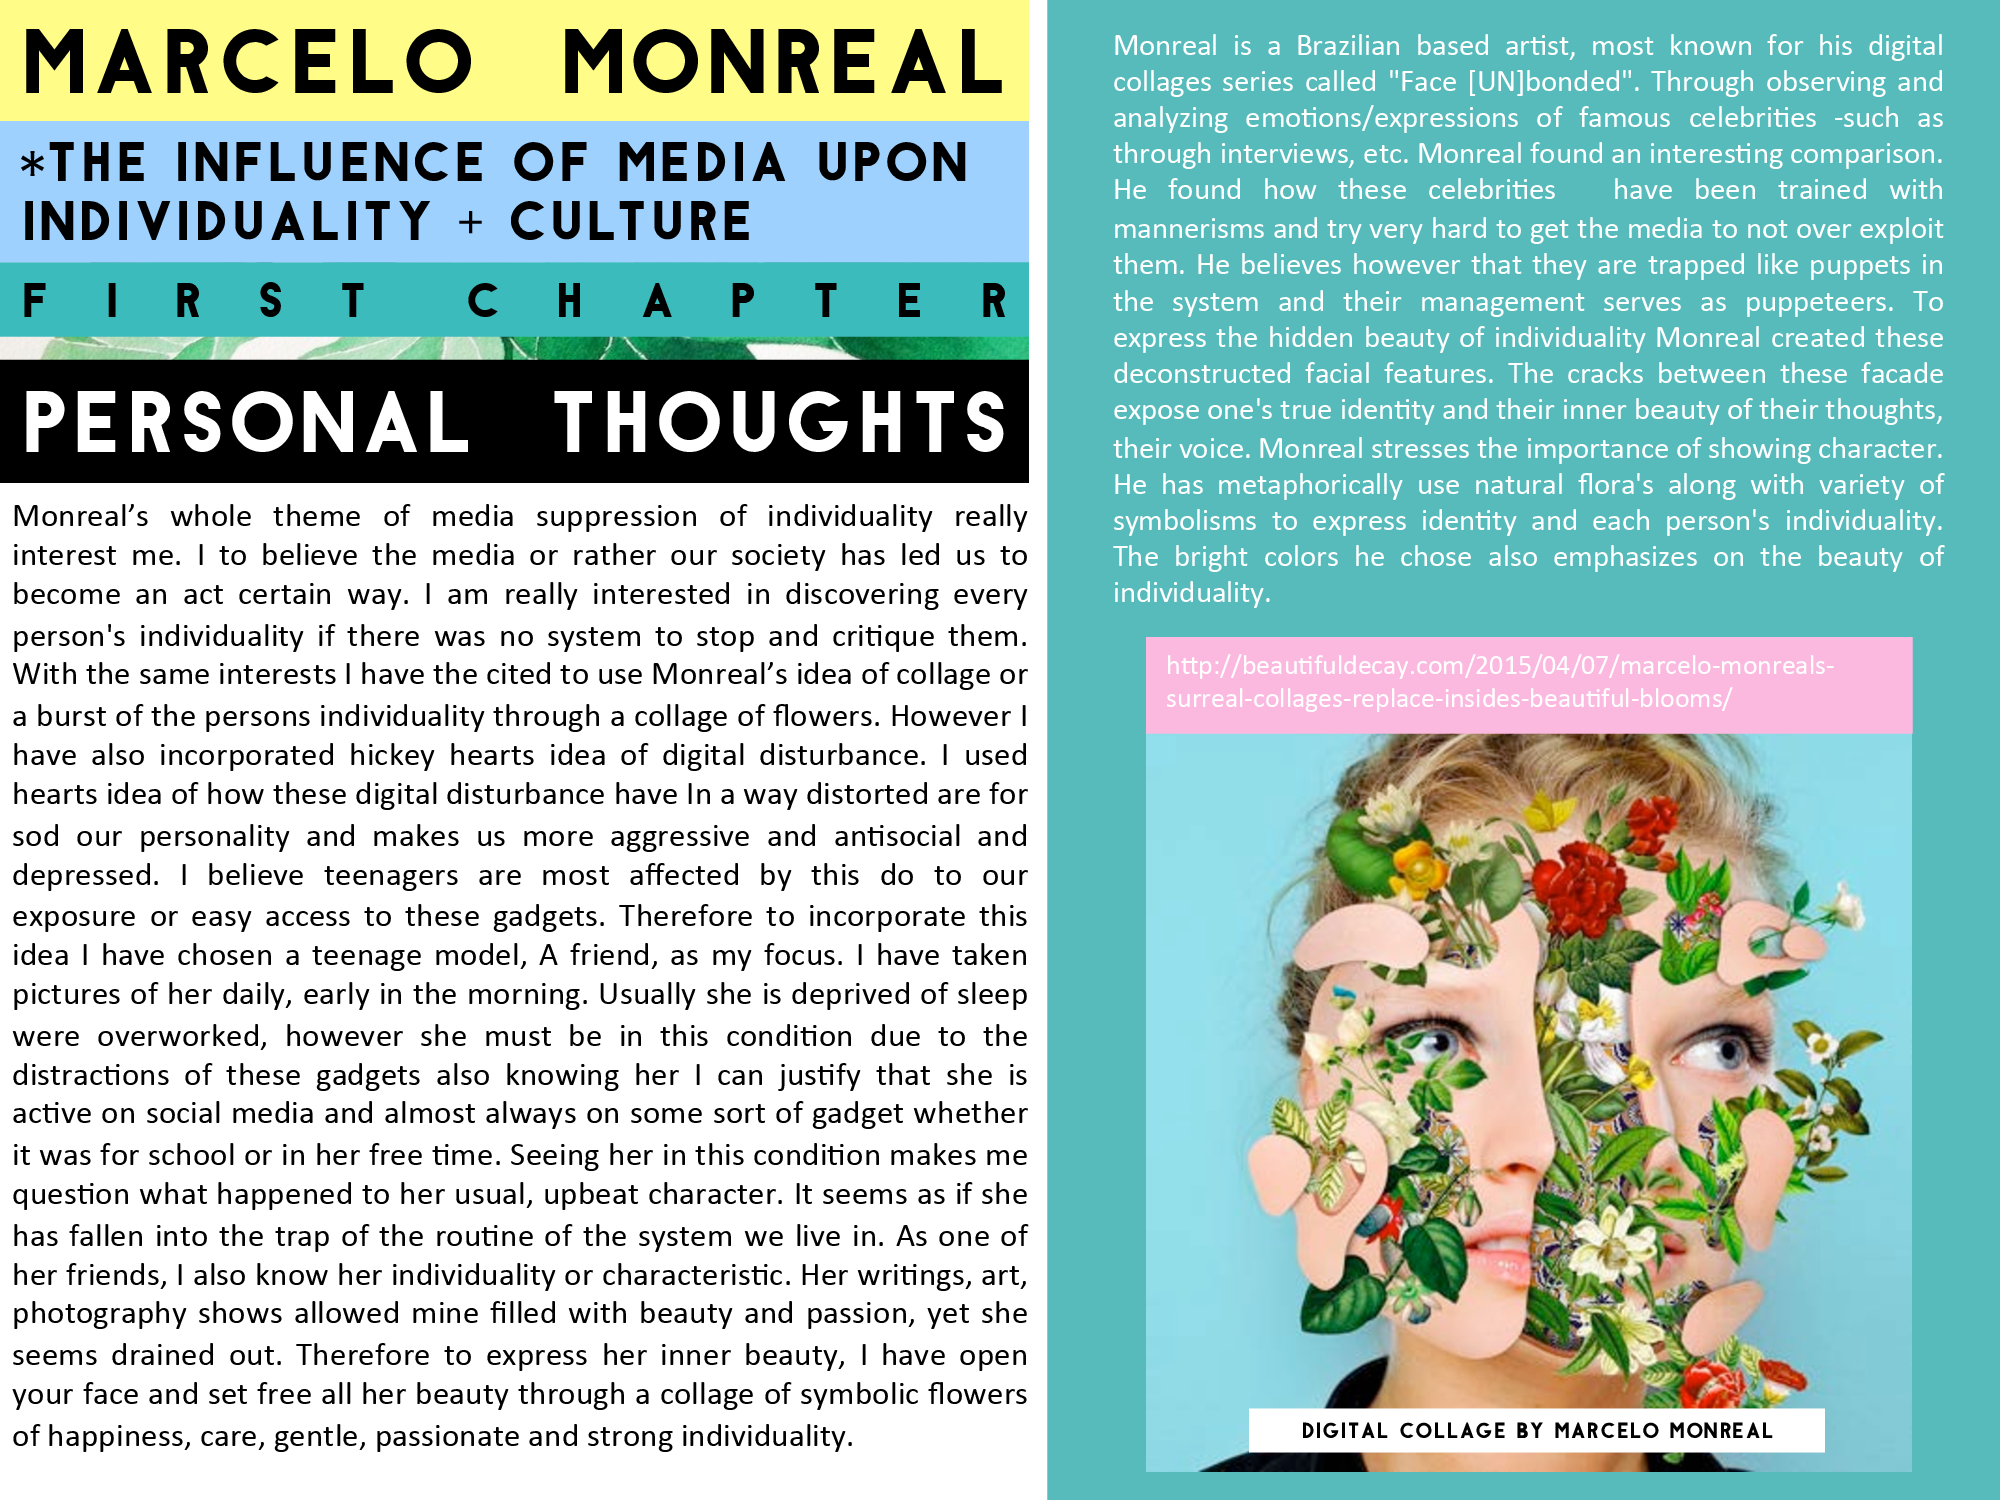 MARCELO MONREAL
*THE INFLUENCE OF MEDIA UPON
INDIVIDUALITY + CULTURE
FIRST CHAPTER
PERSONAL THOUGHTS
Monreal’s whole theme of media suppression of individuality really
interest me. I to believe the media or rather our society has led us to
become an act certain way. I am really interested in discovering every
person's individuality if there was no system to stop and critique them.
With the same interests I have the cited to use Monreal’s idea of collage or
a burst of the persons individuality through a collage of flowers. However I
have also incorporated hickey hearts idea of digital disturbance. I used
hearts idea of how these digital disturbance have In a way distorted are for
sod our personality and makes us more aggressive and antisocial and
depressed. I believe teenagers are most affected by this do to our
exposure or easy access to these gadgets. Therefore to incorporate this
idea I have chosen a teenage model, A friend, as my focus. I have taken
pictures of her daily, early in the morning. Usually she is deprived of sleep
were overworked, however she must be in this condition due to the
distractions of these gadgets also knowing her I can justify that she is
active on social media and almost always on some sort of gadget whether
it was for school or in her free time. Seeing her in this condition makes me
question what happened to her usual, upbeat character. It seems as if she
has fallen into the trap of the routine of the system we live in. As one of
her friends, I also know her individuality or characteristic. Her writings, art,
photography shows allowed mine filled with beauty and passion, yet she
seems drained out. Therefore to express her inner beauty, I have open
your face and set free all her beauty through a collage of symbolic flowers
of happiness, care, gentle, passionate and strong individuality.
Monreal is a Brazilian based artist, most known for his digital
collages series called "Face [UN]bonded". Through observing and
analyzing emotions/expressions of famous celebrities -such as
through interviews, etc. Monreal found an interesting comparison.
He found how these celebrities have been trained with
mannerisms and try very hard to get the media to not over exploit
them. He believes however that they are trapped like puppets in
the system and their management serves as puppeteers. To
express the hidden beauty of individuality Monreal created these
deconstructed facial features. The cracks between these facade
expose one's true identity and their inner beauty of their thoughts,
their voice. Monreal stresses the importance of showing character.
He has metaphorically use natural flora's along with variety of
symbolisms to express identity and each person's individuality.
The bright colors he chose also emphasizes on the beauty of
individuality.
http://beautifuldecay.com/2015/04/07/marcelo-monreals-
surreal-collages-replace-insides-beautiful-blooms/
DIGITAL COLLAGE BY MARCELO MONREAL